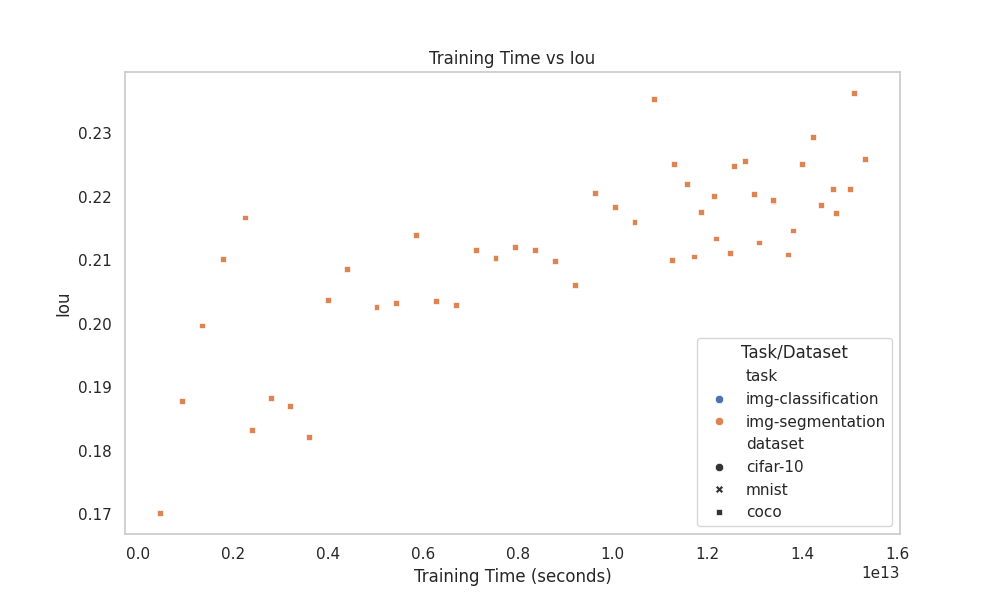 Training Time vs Iou
Iou
0.23
0.22
0.21
0.20
0.19
0.18
0.17
Task/Dataset
task
img-classification
img-segmentation
dataset
cifar-10
mnist
coco
0.0 0.2 0.4 0.6 0.8 1.0 1.2 1.4 1.6
1e13
Training Time (seconds)